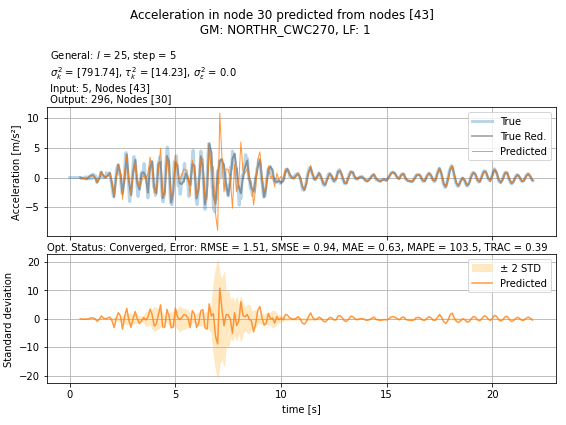 Acceleration in node 30 predicted from nodes [43]
GM: NORTHR_CWC270, LF: 1
General: l = 25, step = 5
σ²k = [791.74], τ²k = [14.23], σ²ε = 0.0
Input: 5, Nodes [43]
Output: 296, Nodes [30]
Acceleration [m/s²]
10
5
0
−5
True
True Red.
Predicted
Opt. Status: Converged, Error: RMSE = 1.51, SMSE = 0.94, MAE = 0.63, MAPE = 103.5, TRAC = 0.39
Standard deviation
20
10
0
−10
−20
± 2 STD
Predicted
0 5 10 15 20
time [s]